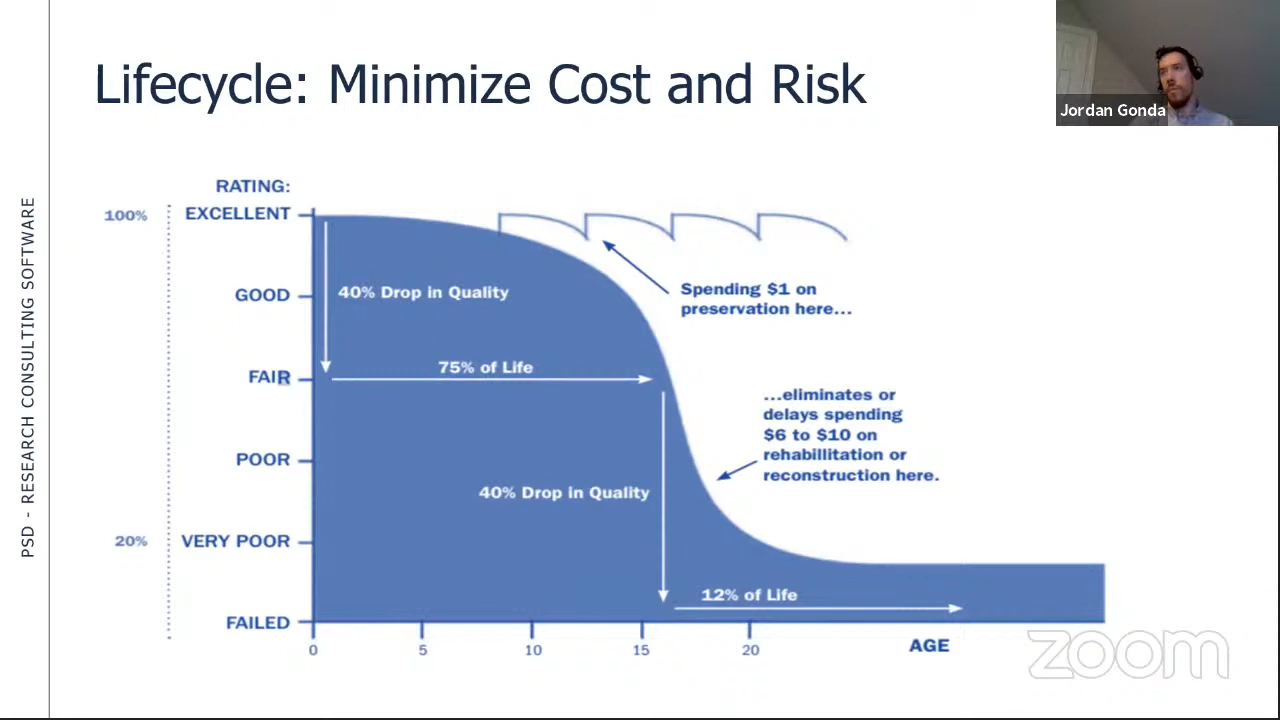 Lifecycle: Minimize Cost and Risk
Jordan Gonda
PSD - RESEARCH CONSULTING SOFTWARE
RATING:
100%
EXCELLENT
GOOD
FAIR
POOR
20%
VERY POOR
FAILED
40% Drop in Quality
75% of Life
40% Drop in Quality
12% of Life
Spending $1 on
preservation here...
...eliminates or
delays spending
$6 to $10 on
rehabillitation or
reconstruction here.
0
5
10
15
20
AGE
zoom